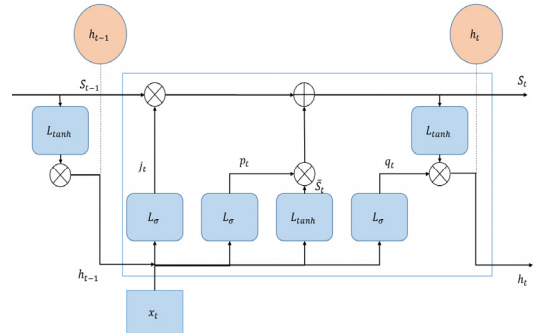 h_{t-1}
h_t
S_{t-1}
S_t
L_{tanh}
L_{tanh}
j_t
p_t
S̃_t
q_t
L_σ
L_σ
L_{tanh}
L_σ
h_{t-1}
h_t
x_t